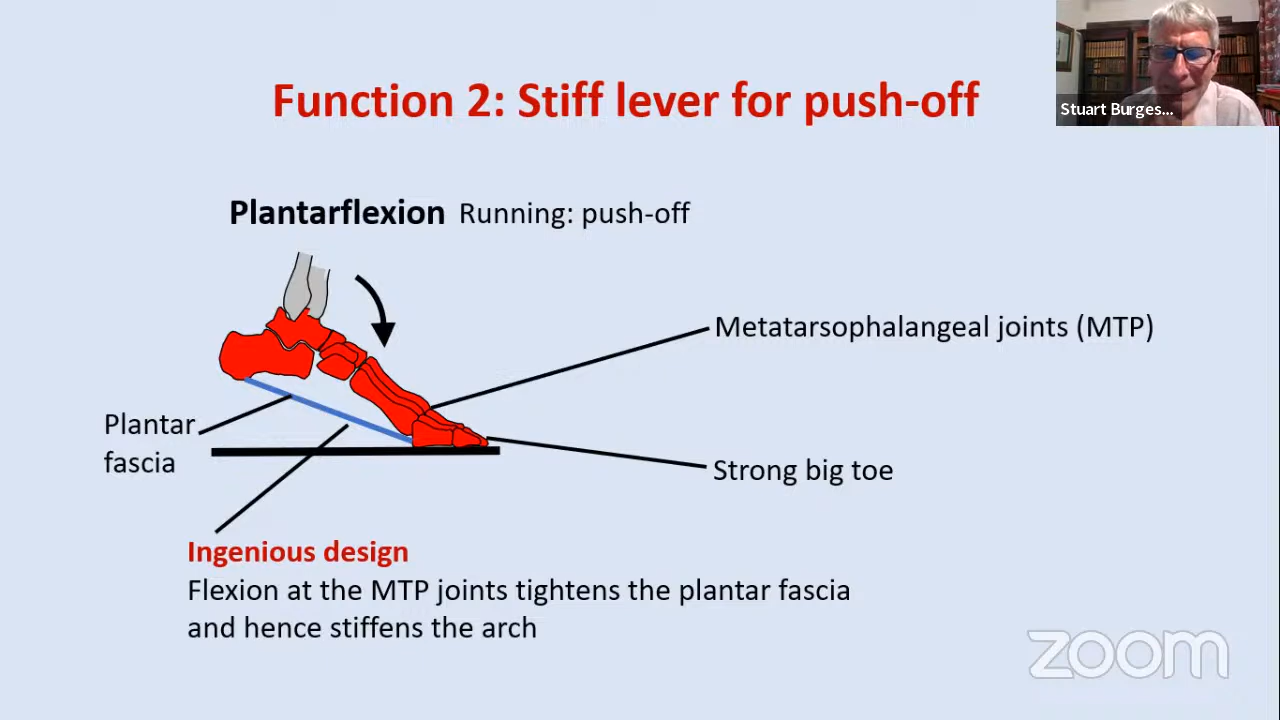 Function 2: Stiff lever for push-off
Stuart Burges...
Plantarflexion Running: push-off
Metatarsophalangeal joints (MTP)
Plantar
fascia
Strong big toe
Ingenious design
Flexion at the MTP joints tightens the plantar fascia
and hence stiffens the arch
zoom